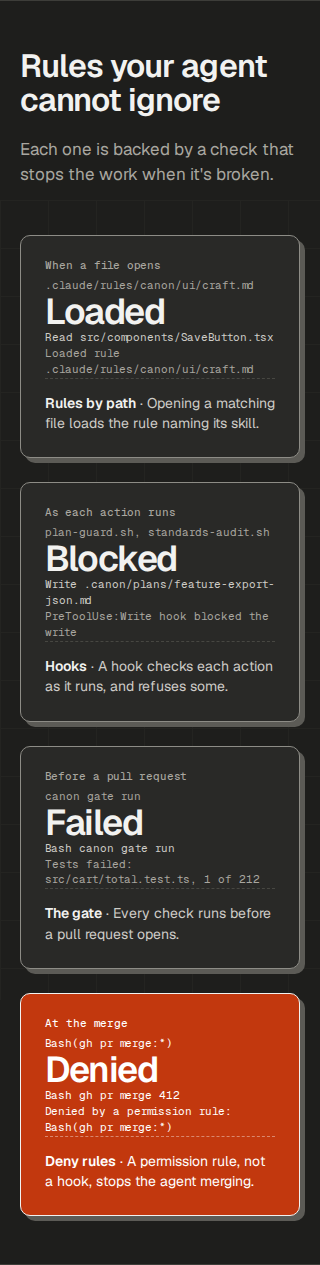 Rules your agent
cannot ignore
Each one is backed by a check that
stops the work when it's broken.
When a file opens
.claude/rules/canon/ui/craft.md
Loaded
Read src/components/SaveButton.tsx
Loaded rule
.claude/rules/canon/ui/craft.md
Rules by path · Opening a matching
file loads the rule naming its skill.
As each action runs
plan-guard.sh, standards-audit.sh
Blocked
Write .canon/plans/feature-export-
json.md
PreToolUse:Write hook blocked the
write
Hooks · A hook checks each action
as it runs, and refuses some.
Before a pull request
canon gate run
Failed
Bash canon gate run
Tests failed:
src/cart/total.test.ts, 1 of 212
The gate · Every check runs before
a pull request opens.
At the merge
Bash(gh pr merge:*)
Denied
Bash gh pr merge 412
Denied by a permission rule:
Bash(gh pr merge:*)
Deny rules · A permission rule, not
a hook, stops the agent merging.